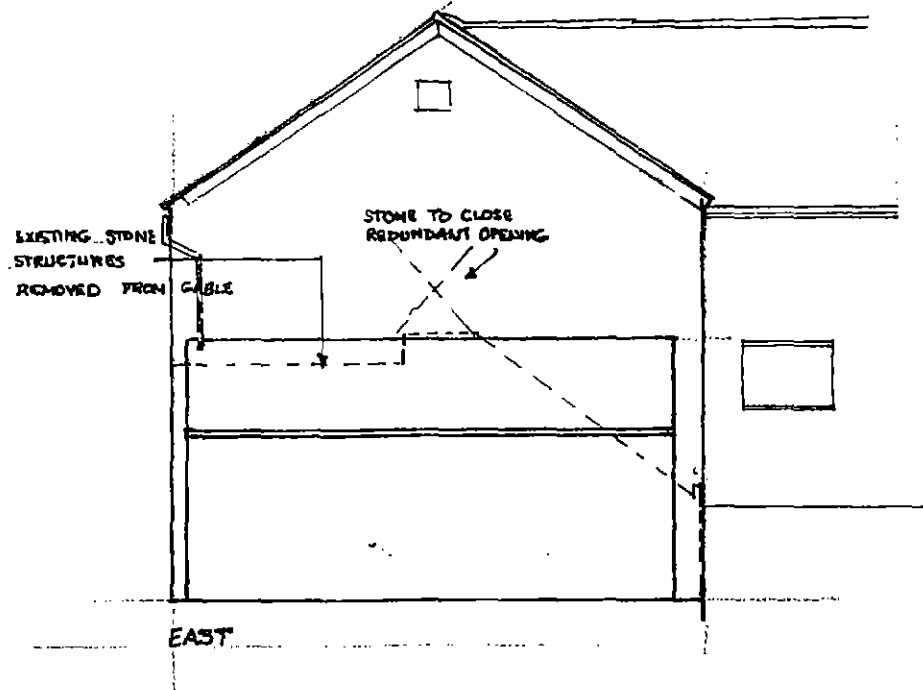 EXISTING STONE
STRUCTURES
REMOVED FROM GABLE
STONE TO CLOSE
REDUNDANT OPENING
EAST